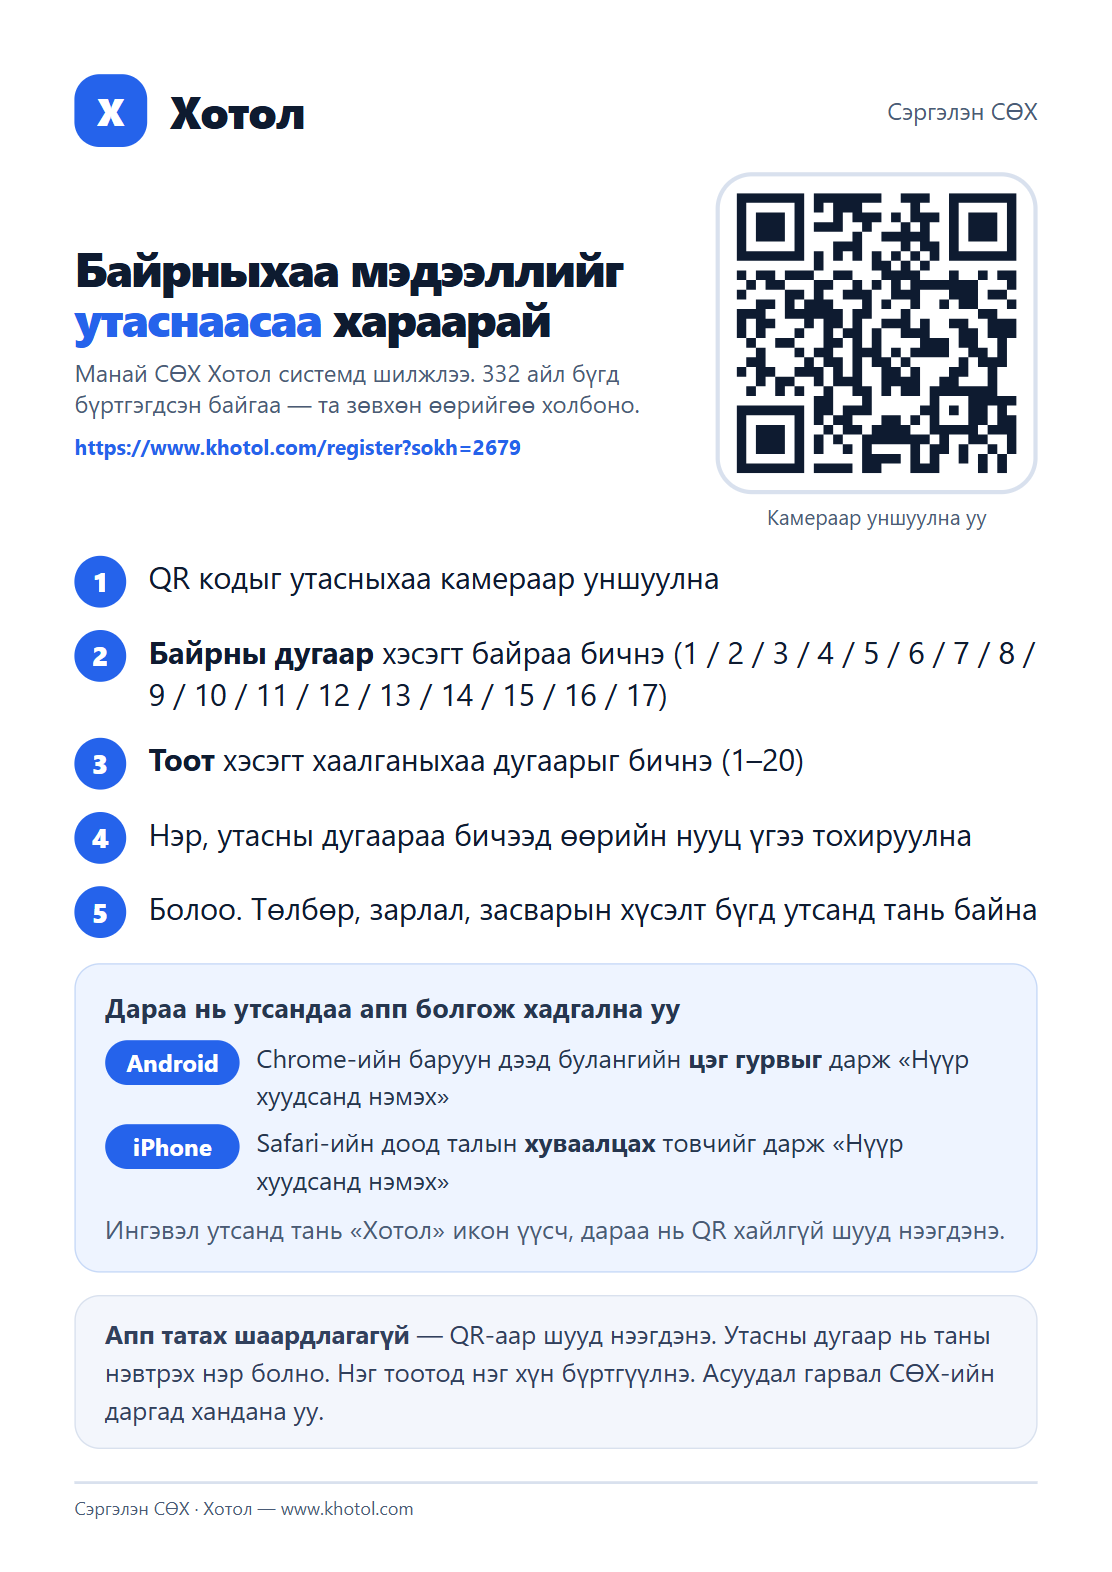 X Хотол
Сэргэлэн СӨХ
Байрныхаа мэдээллийг
утаснаасаа хараарай
Манай СӨХ Хотол системд шилжлээ. 332 айл бүгд
бүртгэгдсэн байгаа — та зөвхөн өөрийгөө холбоно.
https://www.khotol.com/register?sokh=2679
Камераар уншуулна уу
1 QR кодыг утасныхаа камераар уншуулна
2 Байрны дугаар хэсэгт байраа бичнэ (1 / 2 / 3 / 4 / 5 / 6 / 7 / 8 /
9 / 10 / 11 / 12 / 13 / 14 / 15 / 16 / 17)
3 Тоот хэсэгт хаалганыхаа дугаарыг бичнэ (1–20)
4 Нэр, утасны дугаараа бичээд өөрийн нууц үгээ тохируулна
5 Болоо. Төлбөр, зарлал, засварын хүсэлт бүгд утсанд тань байна
Дараа нь утсандаа апп болгож хадгална уу
Android Chrome-ийн баруун дээд булангийн цэг гурвыг дарж «Нүүр
хуудсанд нэмэх»
iPhone Safari-ийн доод талын хуваалцах товчийг дарж «Нүүр
хуудсанд нэмэх»
Ингэвэл утсанд тань «Хотол» икон үүсч, дараа нь QR хайлгүй шууд нээгдэнэ.
Апп татах шаардлагагүй — QR-аар шууд нээгдэнэ. Утасны дугаар нь таны
нэвтрэх нэр болно. Нэг тоотод нэг хүн бүртгүүлнэ. Асуудал гарвал СӨХ-ийн
даргад хандана уу.
Сэргэлэн СӨХ · Хотол — www.khotol.com